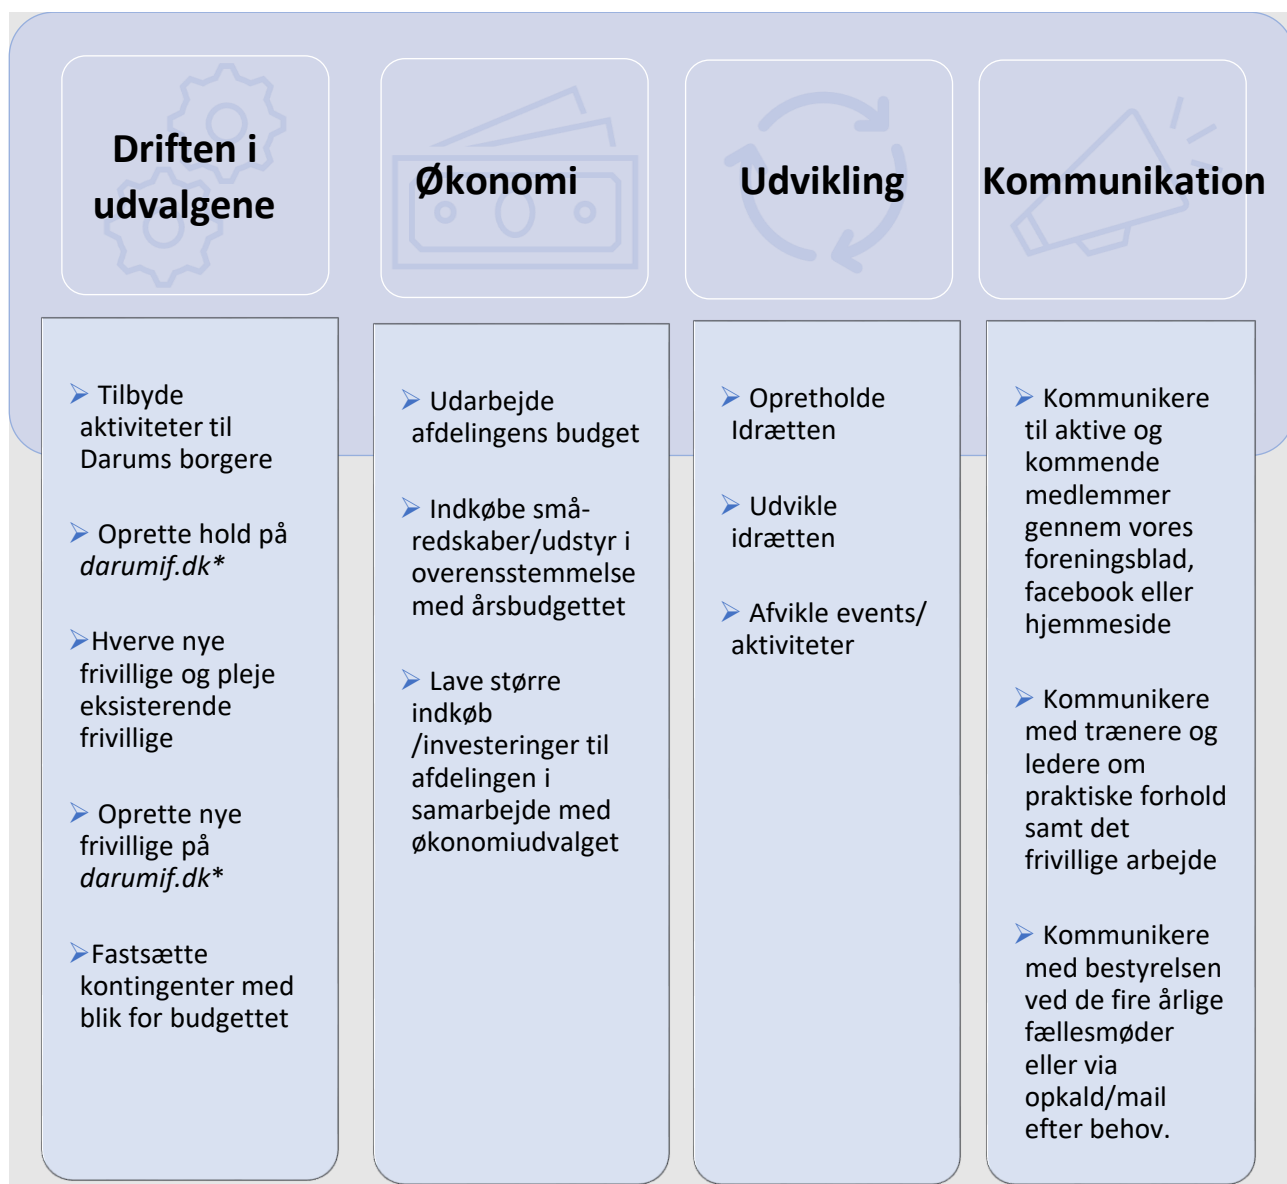 Driften i
udvalgene
➢ Tilbyde
aktiviteter til
Darums borgere
➢ Oprette hold på
darumif.dk*
➢Hverve nye
frivillige og pleje
eksisterende
frivillige
➢ Oprette nye
frivillige på
darumif.dk*
➢Fastsætte
kontingenter med
blik for budgettet
Økonomi
➢ Udarbejde
afdelingens budget
➢ Indkøbe små-
redskaber/udstyr i
overensstemmelse
med årsbudgettet
➢ Lave større
indkøb
/investeringer til
afdelingen i
samarbejde med
økonomiudvalget
Udvikling
➢ Opretholde
Idrætten
➢ Udvikle
idrætten
➢ Afvikle events/
aktiviteter
Kommunikation
➢ Kommunikere
til aktive og
kommende
medlemmer
gennem vores
foreningsblad,
facebook eller
hjemmeside
➢ Kommunikere
med trænere og
ledere om
praktiske forhold
samt det
frivillige arbejde
➢ Kommunikere
med bestyrelsen
ved de fire årlige
fællesmøder
eller via
opkald/mail
efter behov.